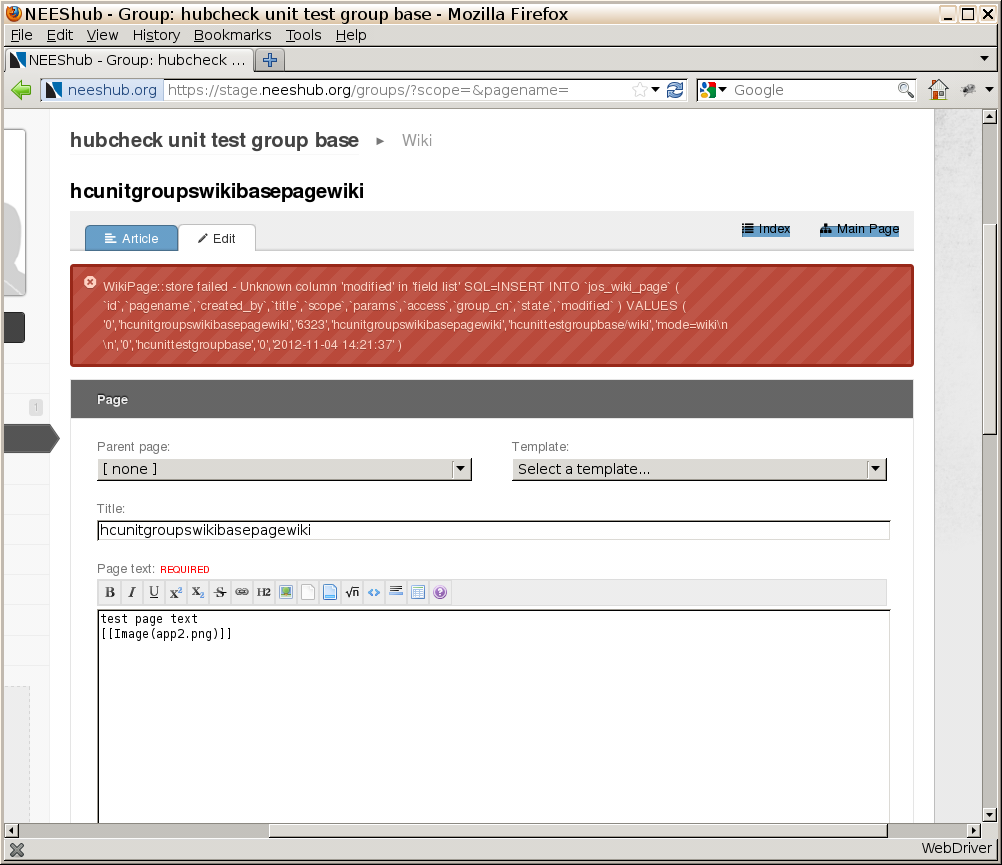 NEEShub - Group: hubcheck unit test group base - Mozilla Firefox
File Edit View History Bookmarks Tools Help
NEEShub - Group: hubcheck ...
neeshub.org https://stage.neeshub.org/groups/?scope=&pagename= Google
hubcheck unit test group base ▸ Wiki
hcunitgroupswikibasepagewiki
Article Edit Index Main Page
WikiPage::store failed - Unknown column 'modified' in 'field list' SQL=INSERT INTO `jos_wiki_page` (
`id`,`pagename`,`created_by`,`title`,`scope`,`params`,`access`,`group_cn`,`state`,`modified` ) VALUES (
'0','hcunitgroupswikibasepagewiki','6323','hcunitgroupswikibasepagewiki','hcunittestgroupbase/wiki','mode=wiki\n
\n','0','hcunittestgroupbase','0','2012-11-04 14:21:37' )
1
Page
Parent page: Template:
[ none ] Select a template...
Title:
hcunitgroupswikibasepagewiki
Page text: REQUIRED
B I U X² X₂ S H2 √n <>
test page text
[[Image(app2.png)]]
WebDriver